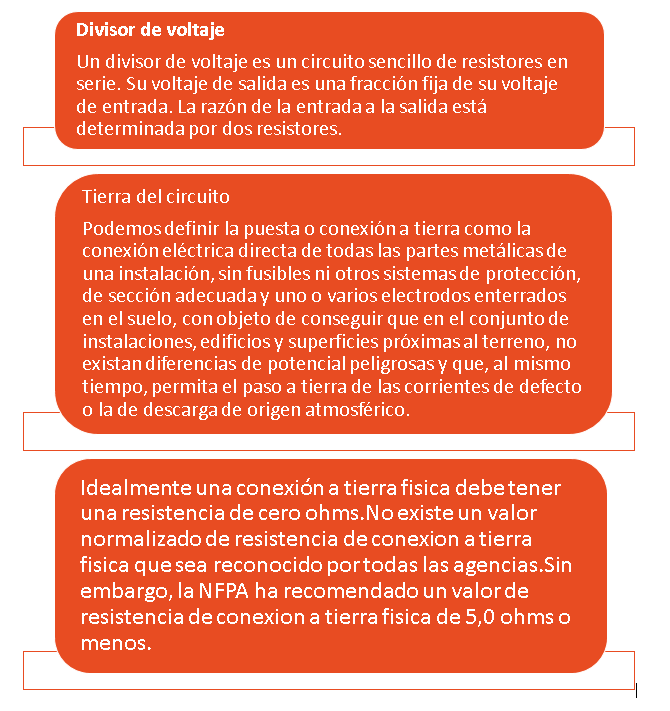 Divisor de voltaje
Un divisor de voltaje es un circuito sencillo de resistores en
serie. Su voltaje de salida es una fracción fija de su voltaje
de entrada. La razón de la entrada a la salida está
determinada por dos resistores.
Tierra del circuito
Podemos definir la puesta o conexión a tierra como la
conexión eléctrica directa de todas las partes metálicas de
una instalación, sin fusibles ni otros sistemas de protección,
de sección adecuada y uno o varios electrodos enterrados
en el suelo, con objeto de conseguir que en el conjunto de
instalaciones, edificios y superficies próximas al terreno, no
existan diferencias de potencial peligrosas y que, al mismo
tiempo, permita el paso a tierra de las corrientes de defecto
o la de descarga de origen atmosférico.
Idealmente una conexión a tierra fisica debe tener
una resistencia de cero ohms.No existe un valor
normalizado de resistencia de conexion a tierra
fisica que sea reconocido por todas las agencias.Sin
embargo, la NFPA ha recomendado un valor de
resistencia de conexion a tierra fisica de 5,0 ohms o
menos.